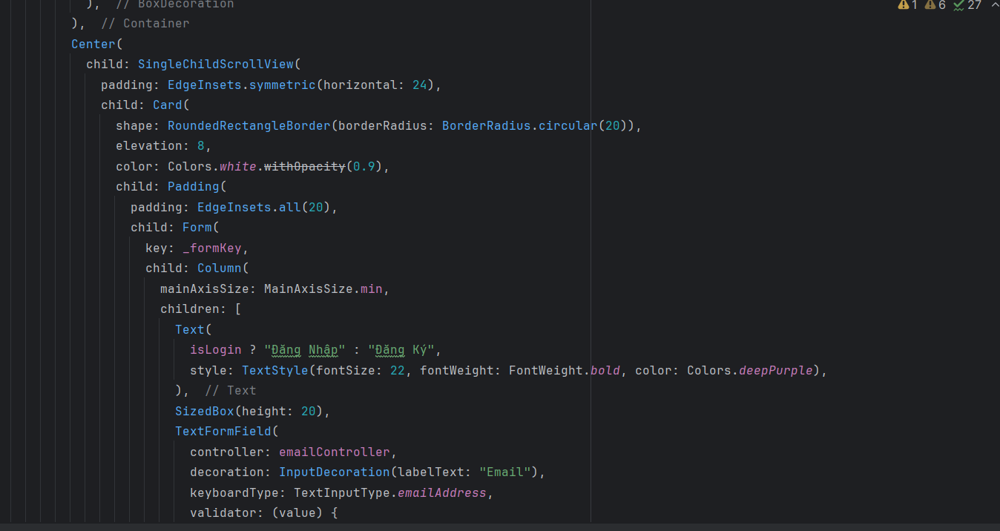 ),  // BoxDecoration
1 6 27
),  // Container
Center(
child: SingleChildScrollView(
padding: EdgeInsets.symmetric(horizontal: 24),
child: Card(
shape: RoundedRectangleBorder(borderRadius: BorderRadius.circular(20)),
elevation: 8,
color: Colors.white.withOpacity(0.9),
child: Padding(
padding: EdgeInsets.all(20),
child: Form(
key: _formKey,
child: Column(
mainAxisSize: MainAxisSize.min,
children: [
Text(
isLogin ? "Đăng Nhập" : "Đăng Ký",
style: TextStyle(fontSize: 22, fontWeight: FontWeight.bold, color: Colors.deepPurple),
),  // Text
SizedBox(height: 20),
TextFormField(
controller: emailController,
decoration: InputDecoration(labelText: "Email"),
keyboardType: TextInputType.emailAddress,
validator: (value) {